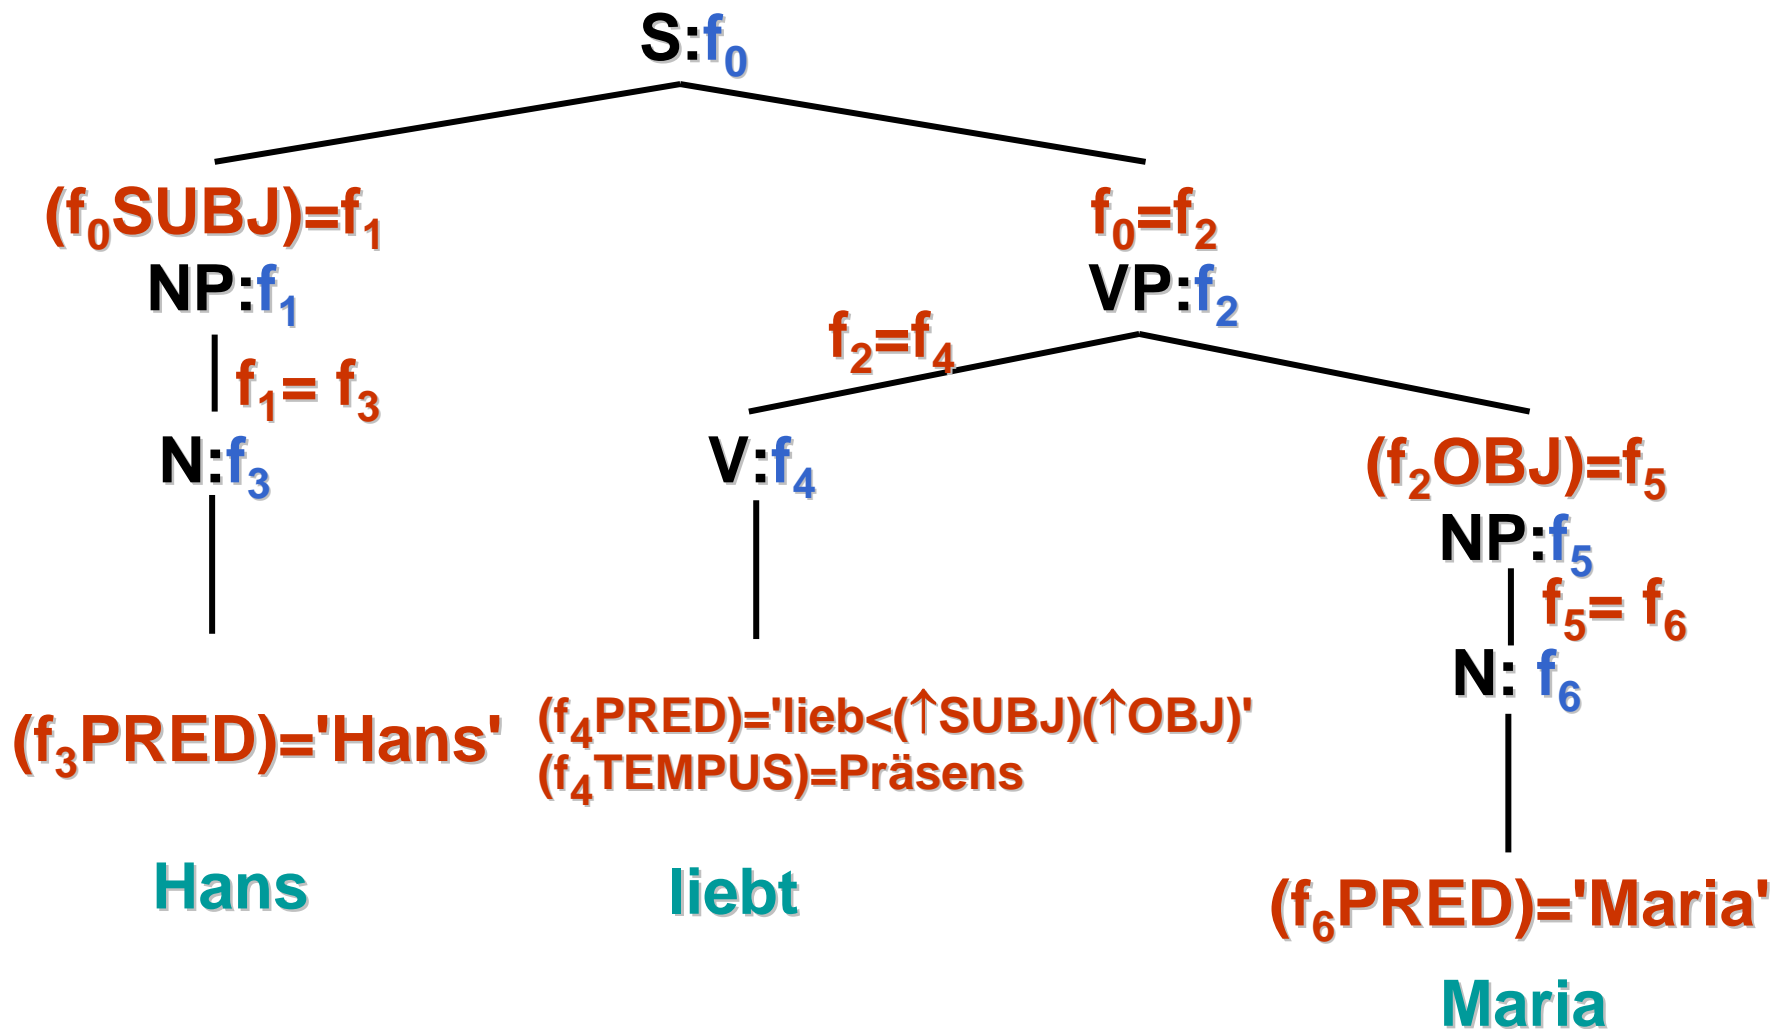 S:f₀
(f₀SUBJ)=f₁
f₀=f₂
NP:f₁
VP:f₂
f₂=f₄
f₁= f₃
N:f₃
V:f₄
(f₂OBJ)=f₅
NP:f₅
f₅= f₆
N: f₆
(f₃PRED)='Hans'
(f₄PRED)='lieb<(↑SUBJ)(↑OBJ)'
(f₄TEMPUS)=Präsens
Hans
liebt
(f₆PRED)='Maria'
Maria